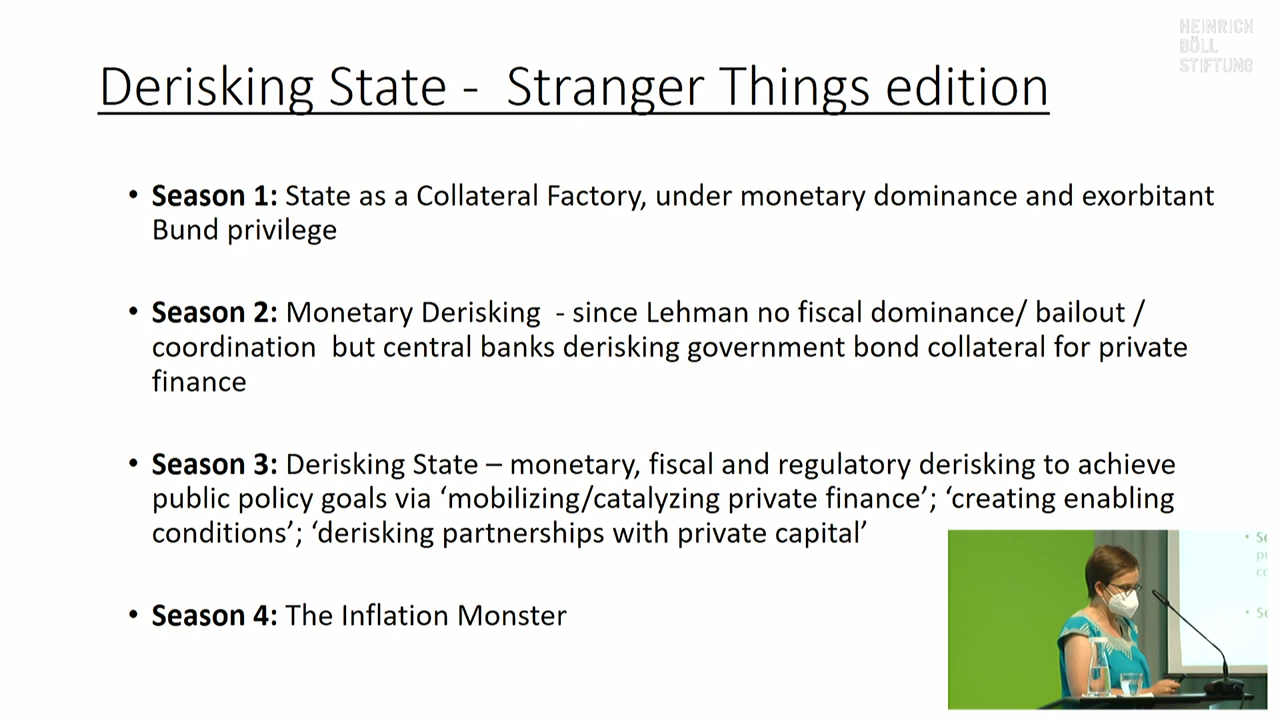 HEINRICH
BÖLL
STIFTUNG
Derisking State -  Stranger Things edition
• Season 1: State as a Collateral Factory, under monetary dominance and exorbitant
Bund privilege
• Season 2: Monetary Derisking  - since Lehman no fiscal dominance/ bailout /
coordination  but central banks derisking government bond collateral for private
finance
• Season 3: Derisking State – monetary, fiscal and regulatory derisking to achieve
public policy goals via ‘mobilizing/catalyzing private finance’; ‘creating enabling
conditions’; ‘derisking partnerships with private capital’
• Season 4: The Inflation Monster